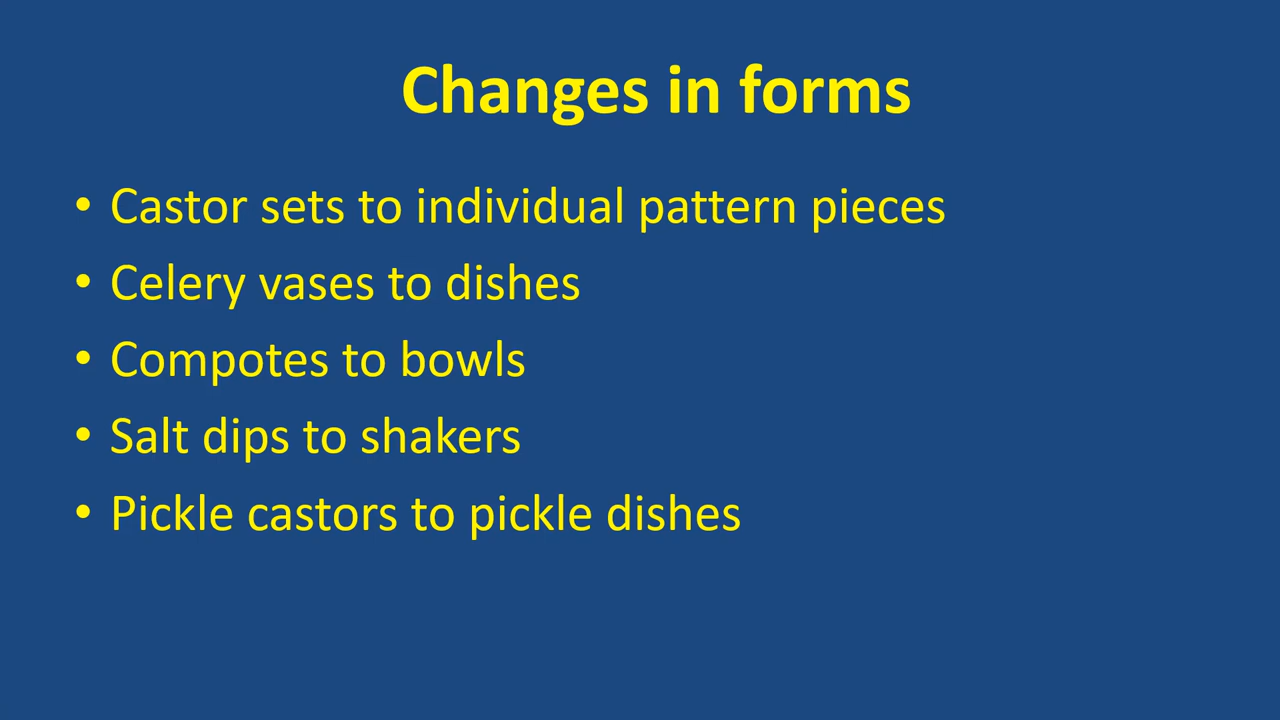 Changes in forms
• Castor sets to individual pattern pieces
• Celery vases to dishes
• Compotes to bowls
• Salt dips to shakers
• Pickle castors to pickle dishes